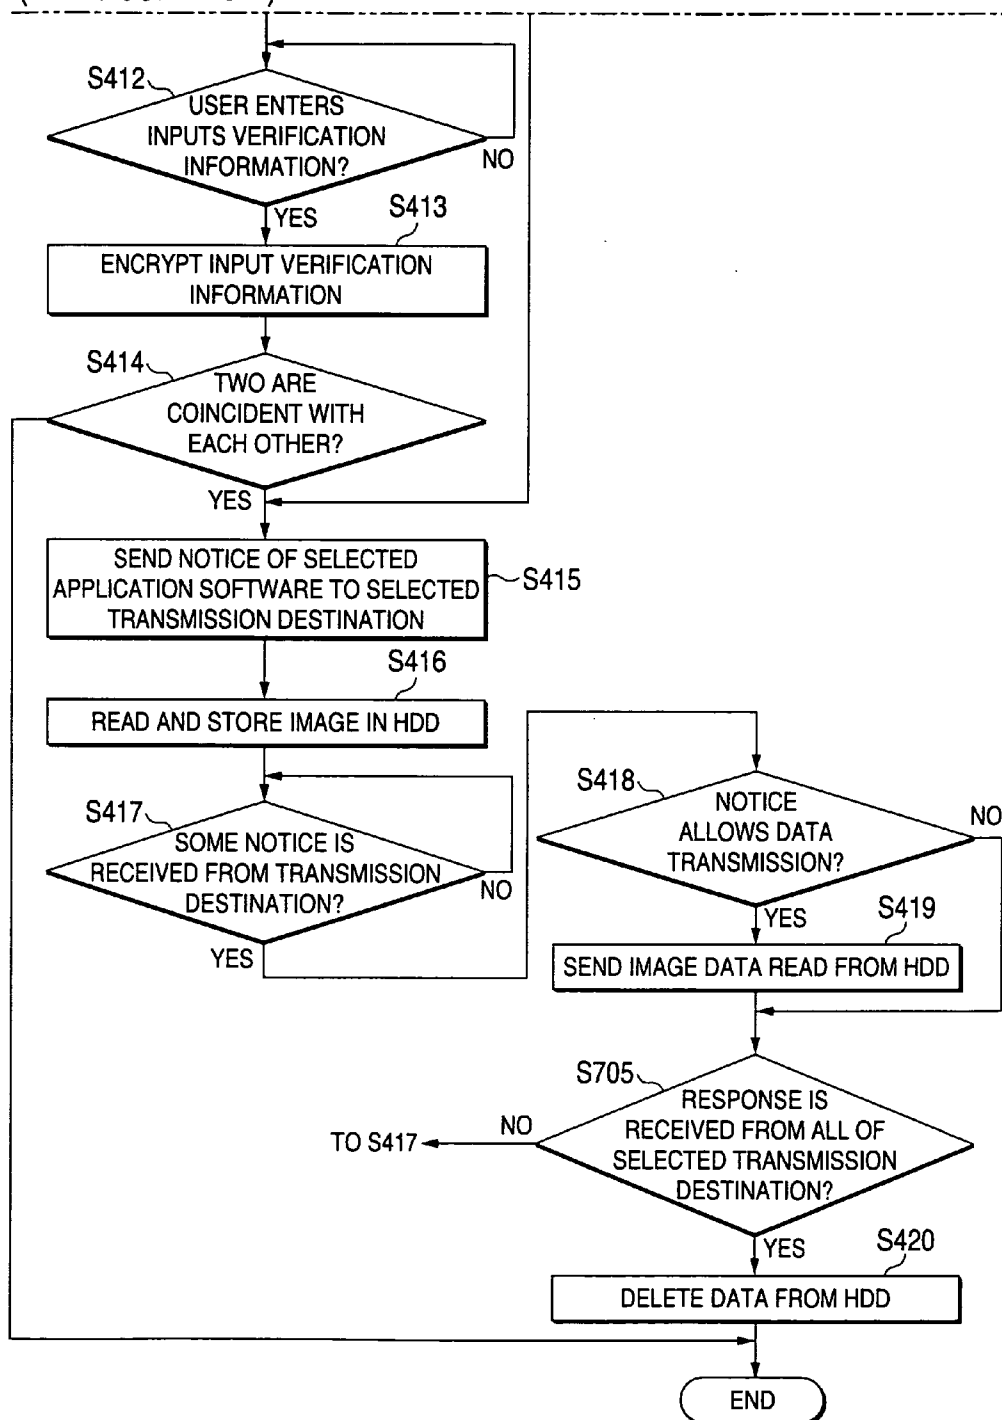 S412
USER ENTERS
INPUTS VERIFICATION
INFORMATION?
NO
YES
S413
ENCRYPT INPUT VERIFICATION
INFORMATION
S414
TWO ARE
COINCIDENT WITH
EACH OTHER?
YES
SEND NOTICE OF SELECTED
APPLICATION SOFTWARE TO SELECTED
TRANSMISSION DESTINATION
S415
S416
READ AND STORE IMAGE IN HDD
S417
SOME NOTICE IS
RECEIVED FROM TRANSMISSION
DESTINATION?
NO
YES
S418
NOTICE
ALLOWS DATA
TRANSMISSION?
NO
YES
S419
SEND IMAGE DATA READ FROM HDD
S705
RESPONSE IS
RECEIVED FROM ALL OF
SELECTED TRANSMISSION
DESTINATION?
NO
TO S417
YES
S420
DELETE DATA FROM HDD
END